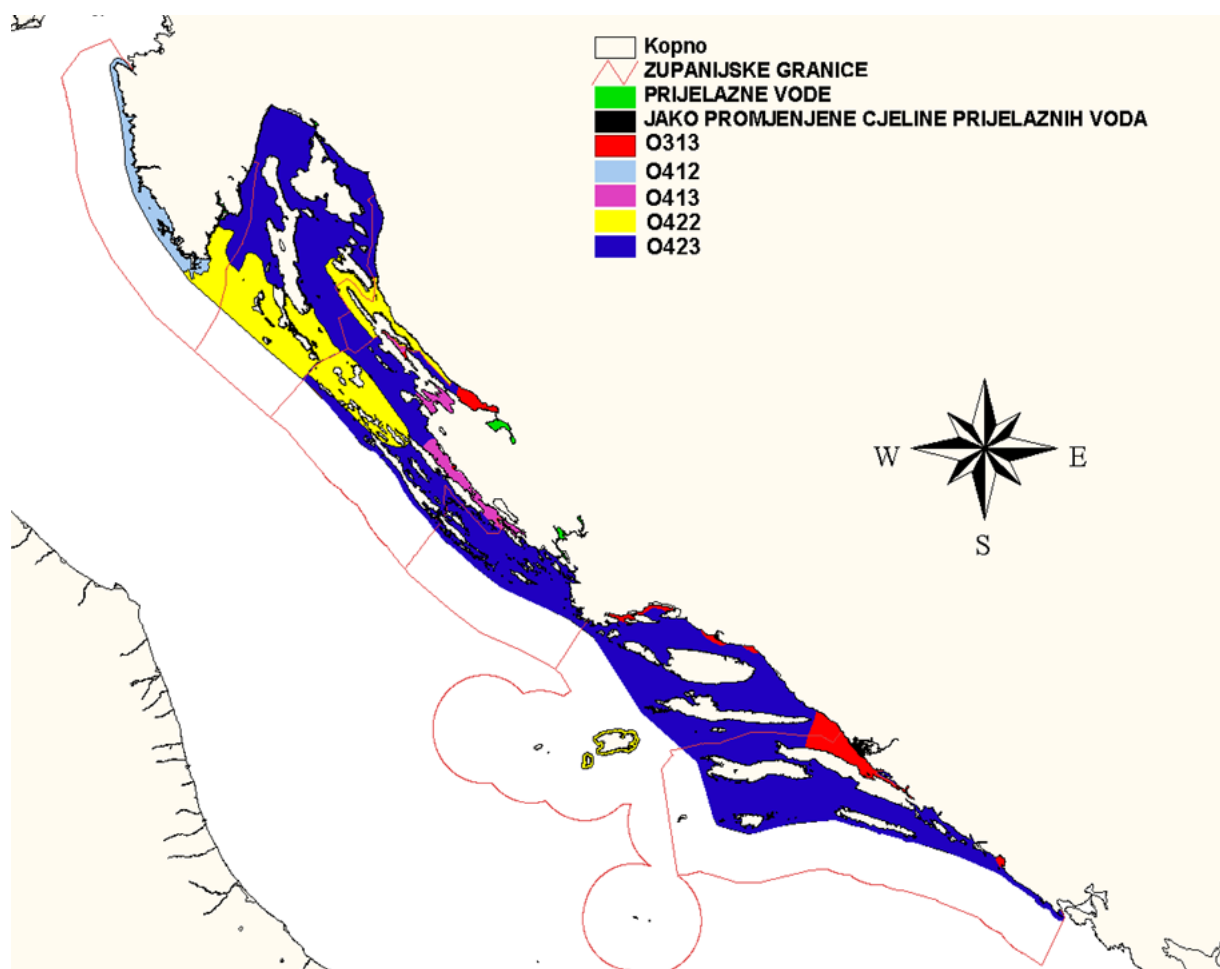 Kopno
ZUPANIJSKE GRANICE
PRIJELAZNE VODE
JAKO PROMJENJENE CJELINE PRIJELAZNIH VODA
O313
O412
O413
O422
O423
W
E
S